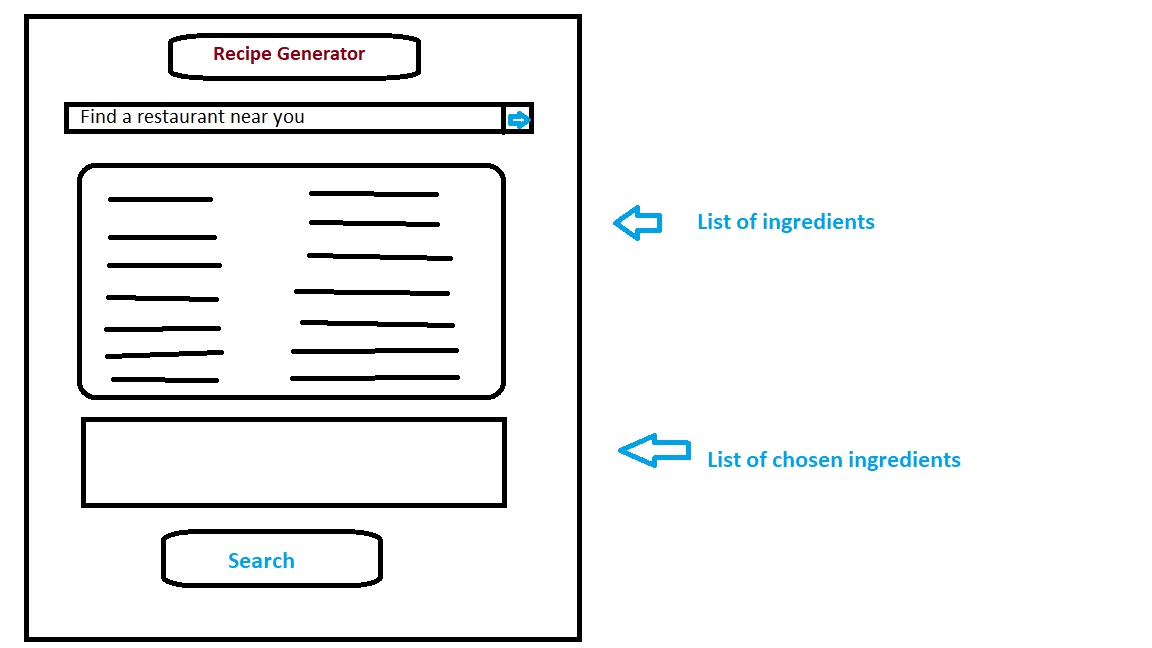 Recipe Generator
Find a restaurant near you
List of ingredients
List of chosen ingredients
Search